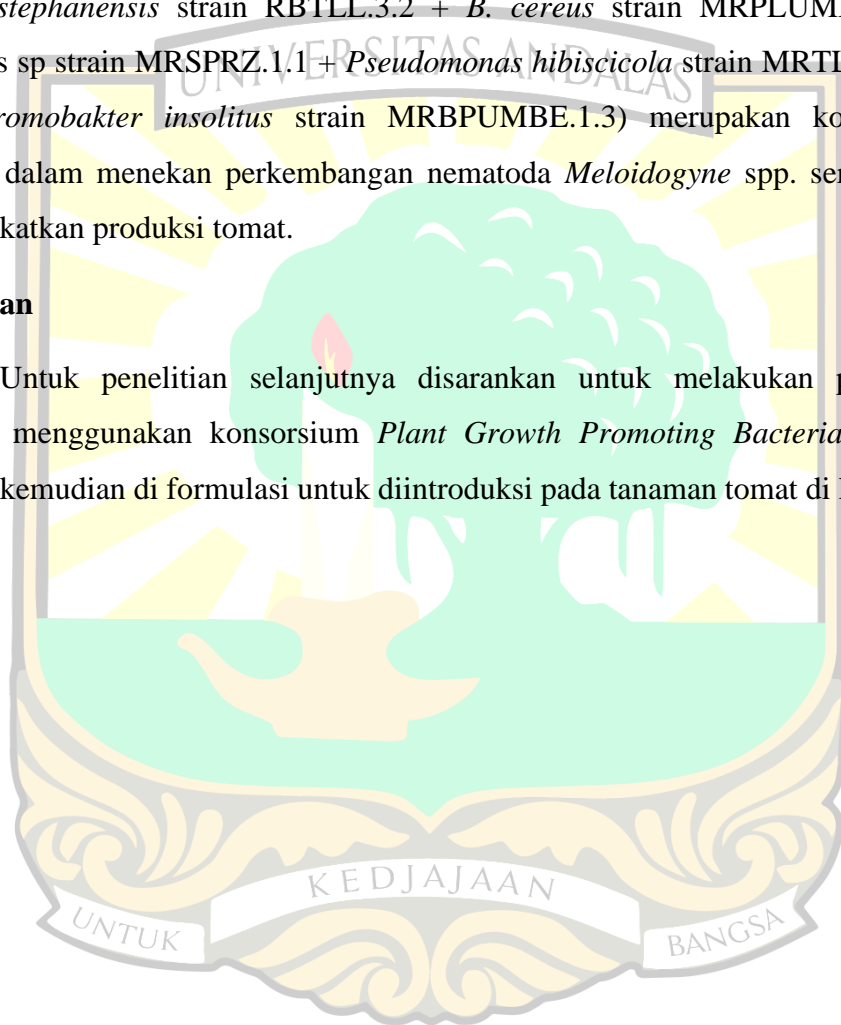 stephanensis strain RBTLL.3.2 + B. cereus strain MRPLUM
s sp strain MRSPRZ.1.1 + Pseudomonas hibiscicola strain MRTL
romobakter insolitus strain MRBPUMBE.1.3) merupakan ko
dalam menekan perkembangan nematoda Meloidogyne spp. ser
katkan produksi tomat.
an
Untuk penelitian selanjutnya disarankan untuk melakukan p
menggunakan konsorsium Plant Growth Promoting Bacteria
kemudian di formulasi untuk diintroduksi pada tanaman tomat di
UNIVERSITAS ANDALAS
KEDJAJAAN
UNTUK BANGSA